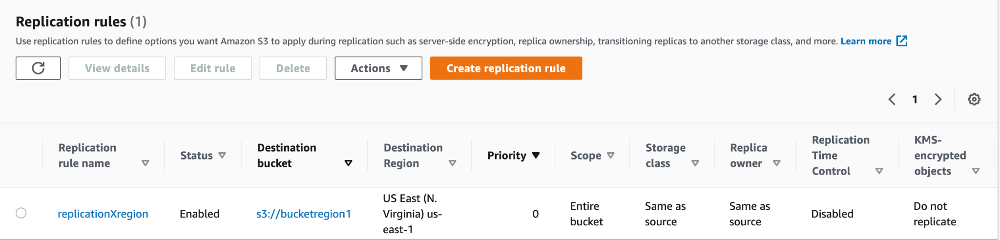 Replication rules (1)
Use replication rules to define options you want Amazon S3 to apply during replication such as server-side encryption, replica ownership, transitioning replicas to another storage class, and more. Learn more
View details Edit rule Delete Actions Create replication rule
1
Replication rule name
Status
Destination bucket
Destination Region
Priority
Scope
Storage class
Replica owner
Replication Time Control
KMS-encrypted objects
replicationXregion
Enabled
s3://bucketregion1
US East (N. Virginia) us-east-1
0
Entire bucket
Same as source
Same as source
Disabled
Do not replicate